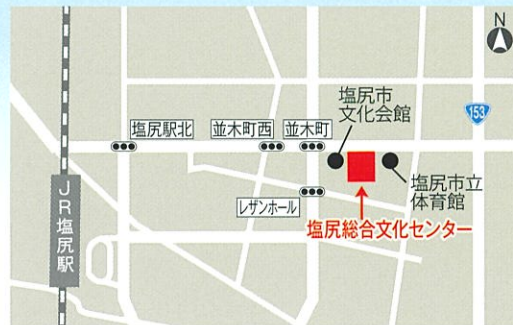 N
153
塩尻市
文化会館
塩尻駅北
並木町西
並木町
塩尻市立
体育館
レザンホール
塩尻総合文化センター
JR塩尻駅